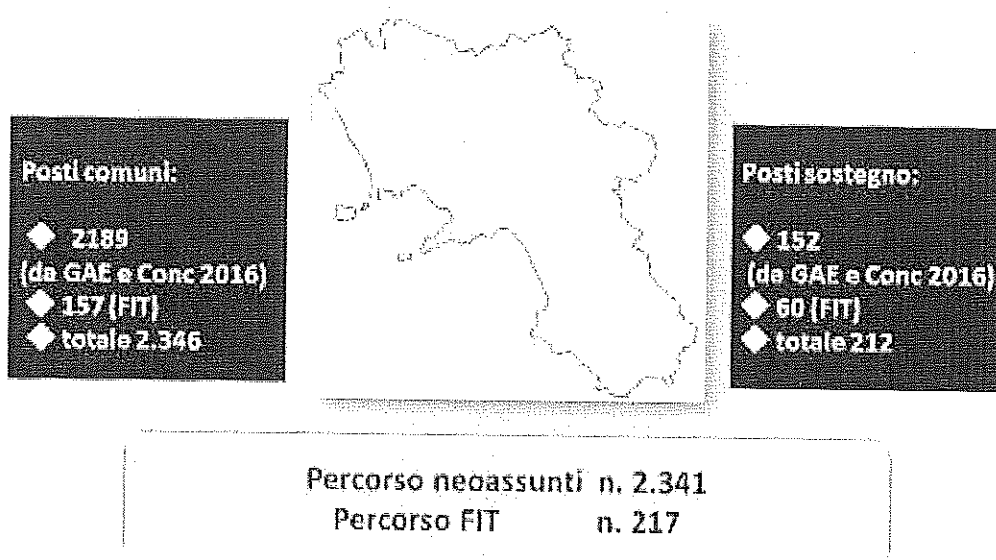 Posti comuni:
◆ 2189
(da GAE e Conc 2016)
◆ 157 (FIT)
◆ totale 2.346
Posti sostegno:
◆ 152
(da GAE e Conc 2016)
◆ 60 (FIT)
◆ totale 212
Percorso neoassunti n. 2.341
Percorso FIT n. 217